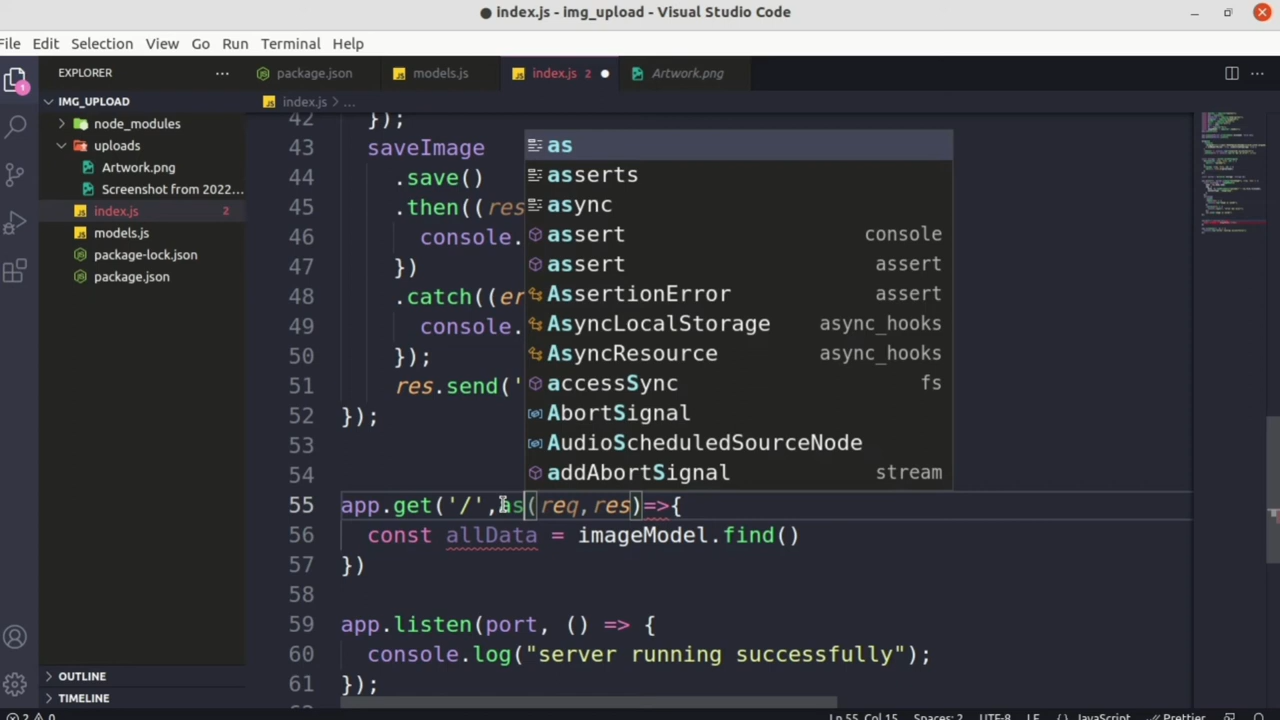 index.js - img_upload - Visual Studio Code
File Edit Selection View Go Run Terminal Help
EXPLORER
package.json
models.js
index.js 2
Artwork.png
IMG_UPLOAD
index.js > ...
node_modules
uploads
Artwork.png
Screenshot from 2022...
index.js 2
models.js
package-lock.json
package.json
OUTLINE
TIMELINE
1
42 });
43 saveImage
44 .save()
45 .then((res
46 console.
47 })
48 .catch((er
49 console.
50 });
51 res.send('
52 });
53
54
55 app.get('/',as(req,res)=>{
56 const allData = imageModel.find()
57 })
58
59 app.listen(port, () => {
60 console.log("server running successfully");
61 });
as
asserts
async
assert console
assert assert
AssertionError assert
AsyncLocalStorage async_hooks
AsyncResource async_hooks
accessSync fs
AbortSignal
AudioScheduledSourceNode
addAbortSignal stream
2 0 Ln 55, Col 15 Spaces: 2 UTF-8 LF {} JavaScript Prettier